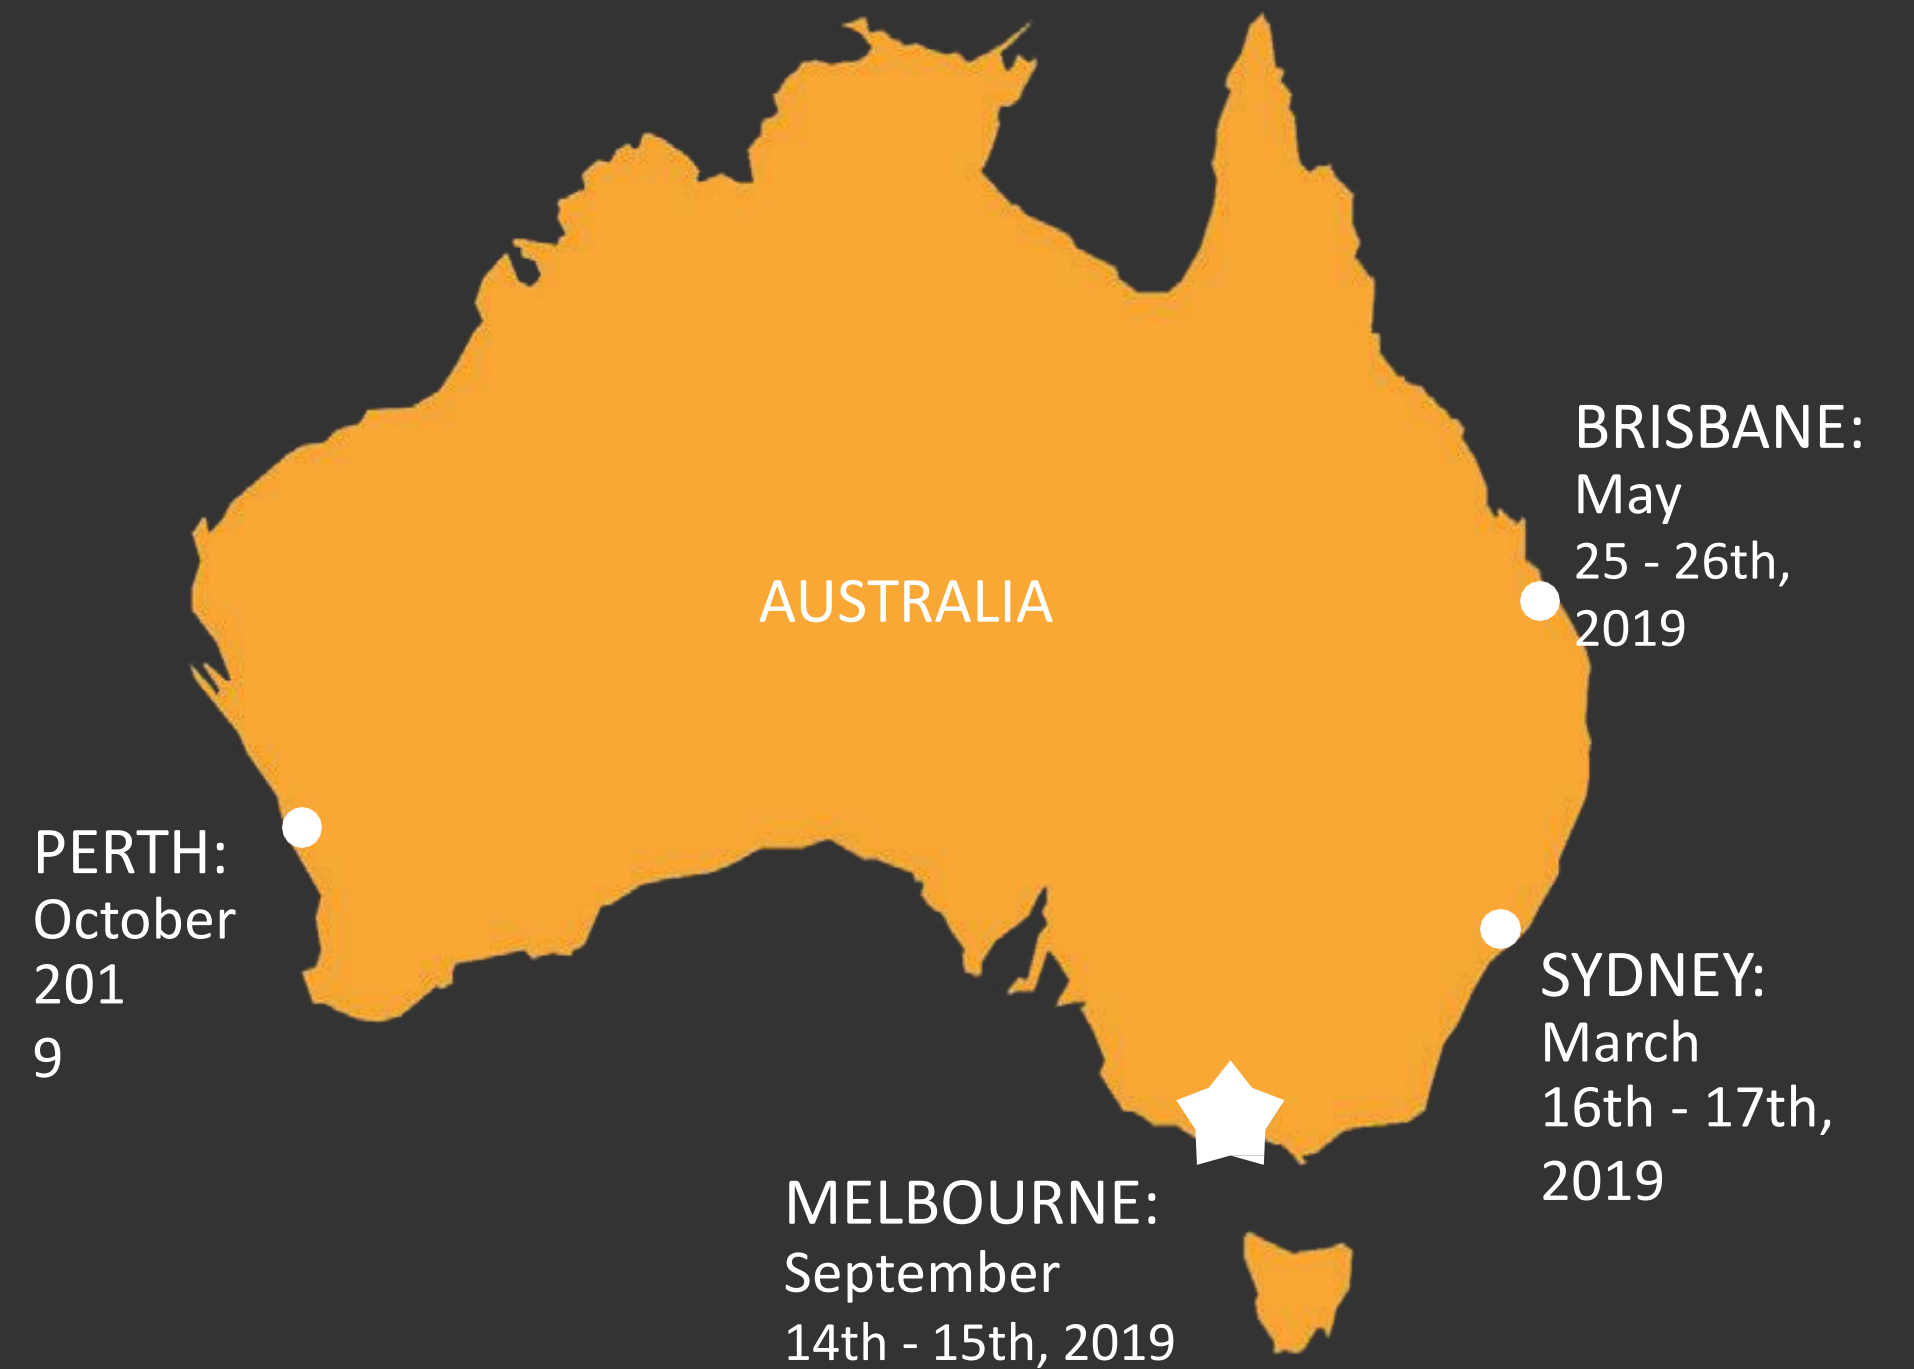 BRISBANE:
May
25 - 26th,
2019
AUSTRALIA
PERTH:
October
201
9
SYDNEY:
March
16th - 17th,
2019
MELBOURNE:
September
14th - 15th, 2019